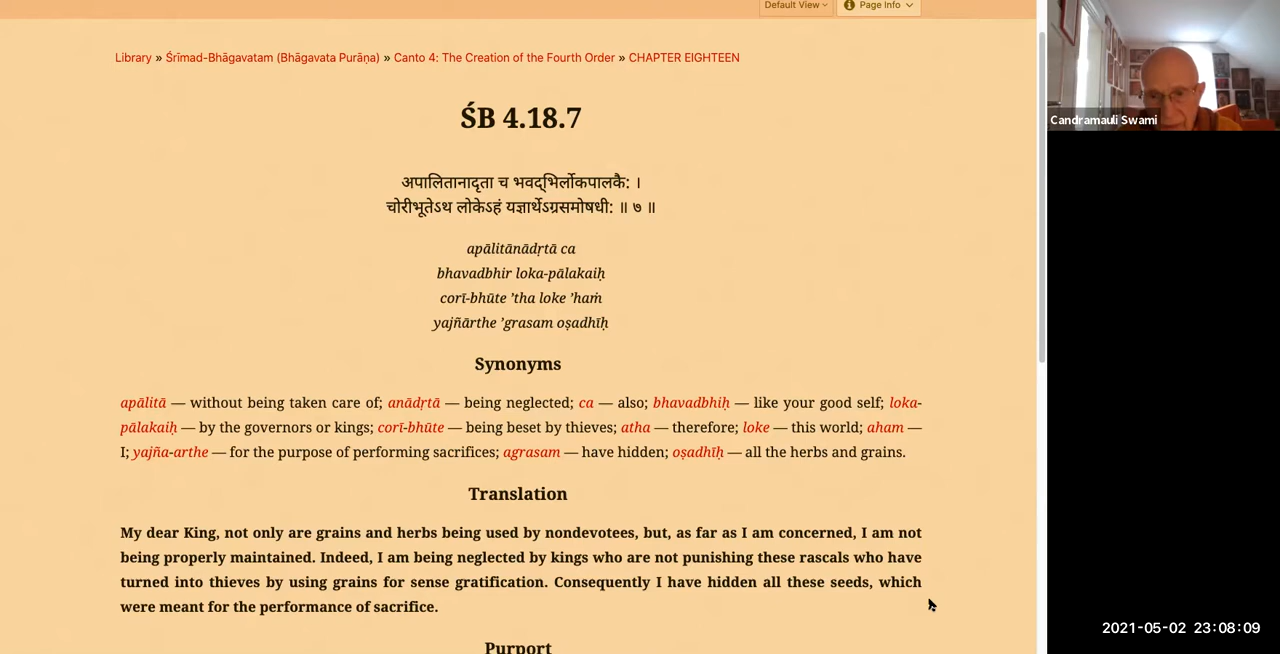 Default View
Page Info
Library » Śrīmad-Bhāgavatam (Bhāgavata Purāṇa) » Canto 4: The Creation of the Fourth Order » CHAPTER EIGHTEEN
ŚB 4.18.7
अपालितानाद‍ृता च भवद्‌भिर्लोकपालकै: ।
चोरीभूतेऽथ लोकेऽहं यज्ञार्थेऽग्रसमोषधी: ॥ ७ ॥
apālitānādṛtā ca
bhavadbhir loka-pālakaiḥ
corī-bhūte ’tha loke ’haṁ
yajñārthe ’grasam oṣadhīḥ
Synonyms
apālitā — without being taken care of; anādṛtā — being neglected; ca — also; bhavadbhiḥ — like your good self; loka-
pālakaiḥ — by the governors or kings; corī-bhūte — being beset by thieves; atha — therefore; loke — this world; aham —
I; yajña-arthe — for the purpose of performing sacrifices; agrasam — have hidden; oṣadhīḥ — all the herbs and grains.
Translation
My dear King, not only are grains and herbs being used by nondevotees, but, as far as I am concerned, I am not
being properly maintained. Indeed, I am being neglected by kings who are not punishing these rascals who have
turned into thieves by using grains for sense gratification. Consequently I have hidden all these seeds, which
were meant for the performance of sacrifice.
Purport
Candramauli Swami
2021-05-02 23:08:09